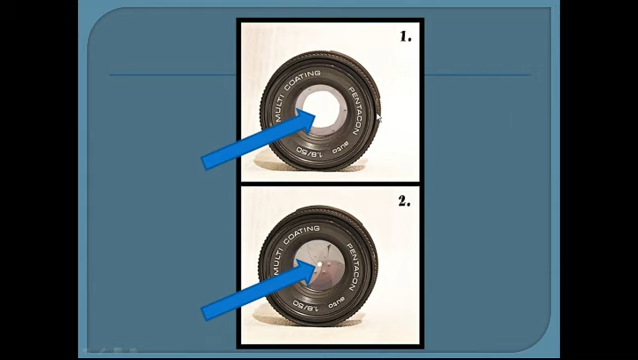 1.
MULTI COATING
PENTACON
auto 1.8/50
2.
MULTI COATING
PENTACON
auto 1.8/50